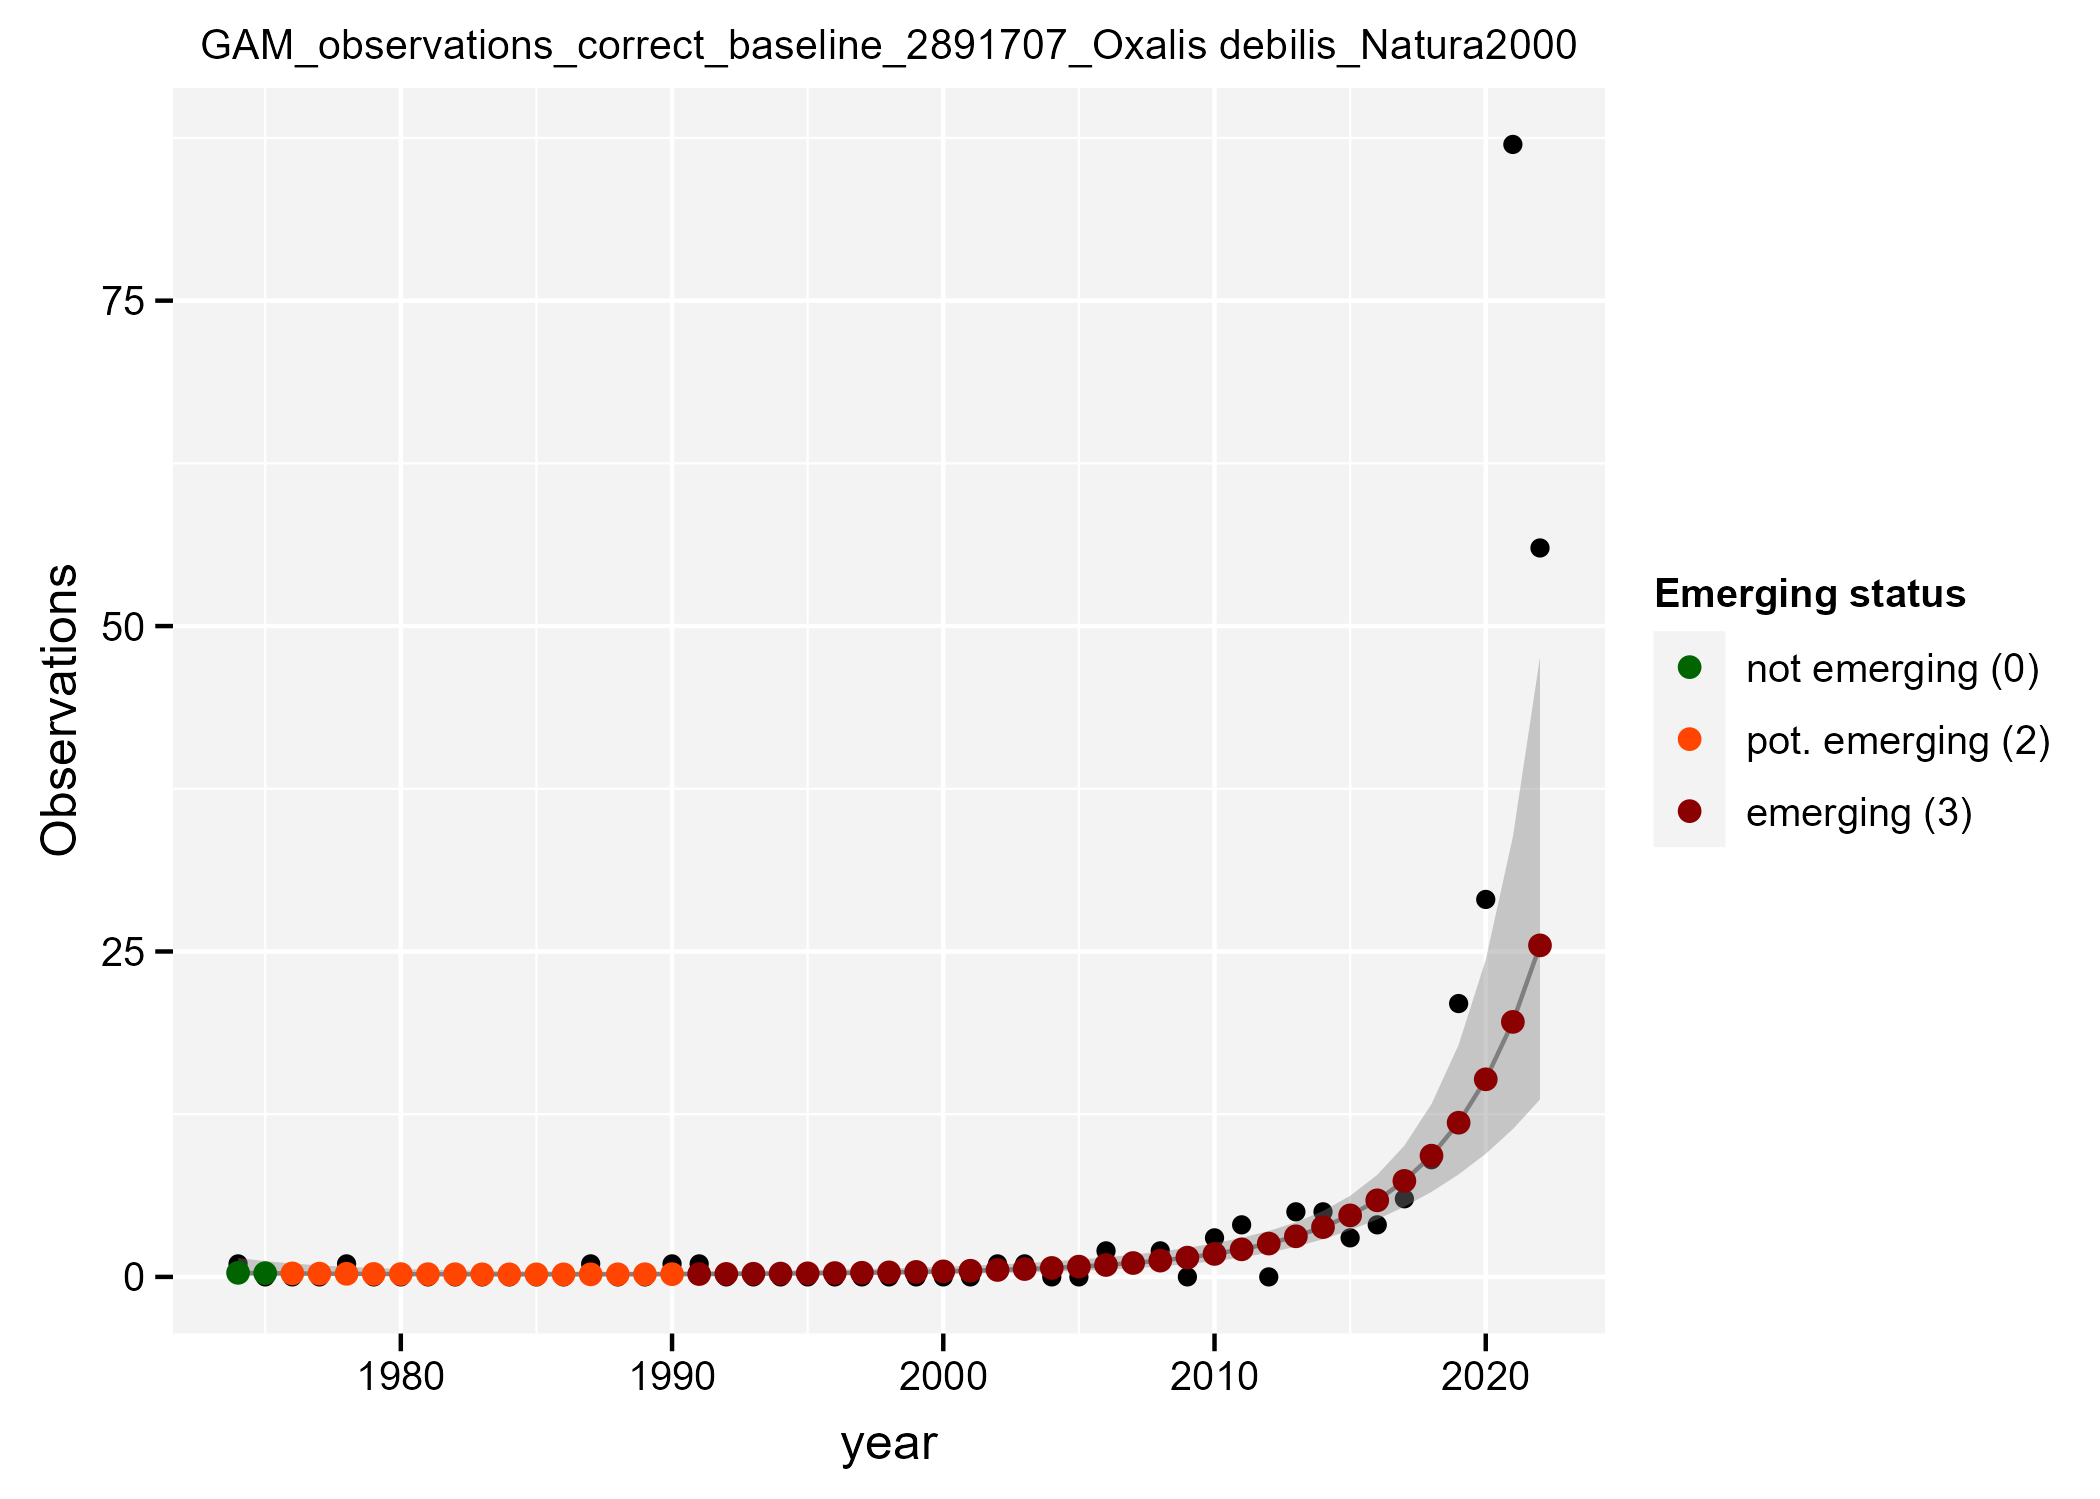 GAM_observations_correct_baseline_2891707_Oxalis debilis_Natura2000
Observations
75
50
25
0
1980 1990 2000 2010 2020
year
Emerging status
not emerging (0)
pot. emerging (2)
emerging (3)